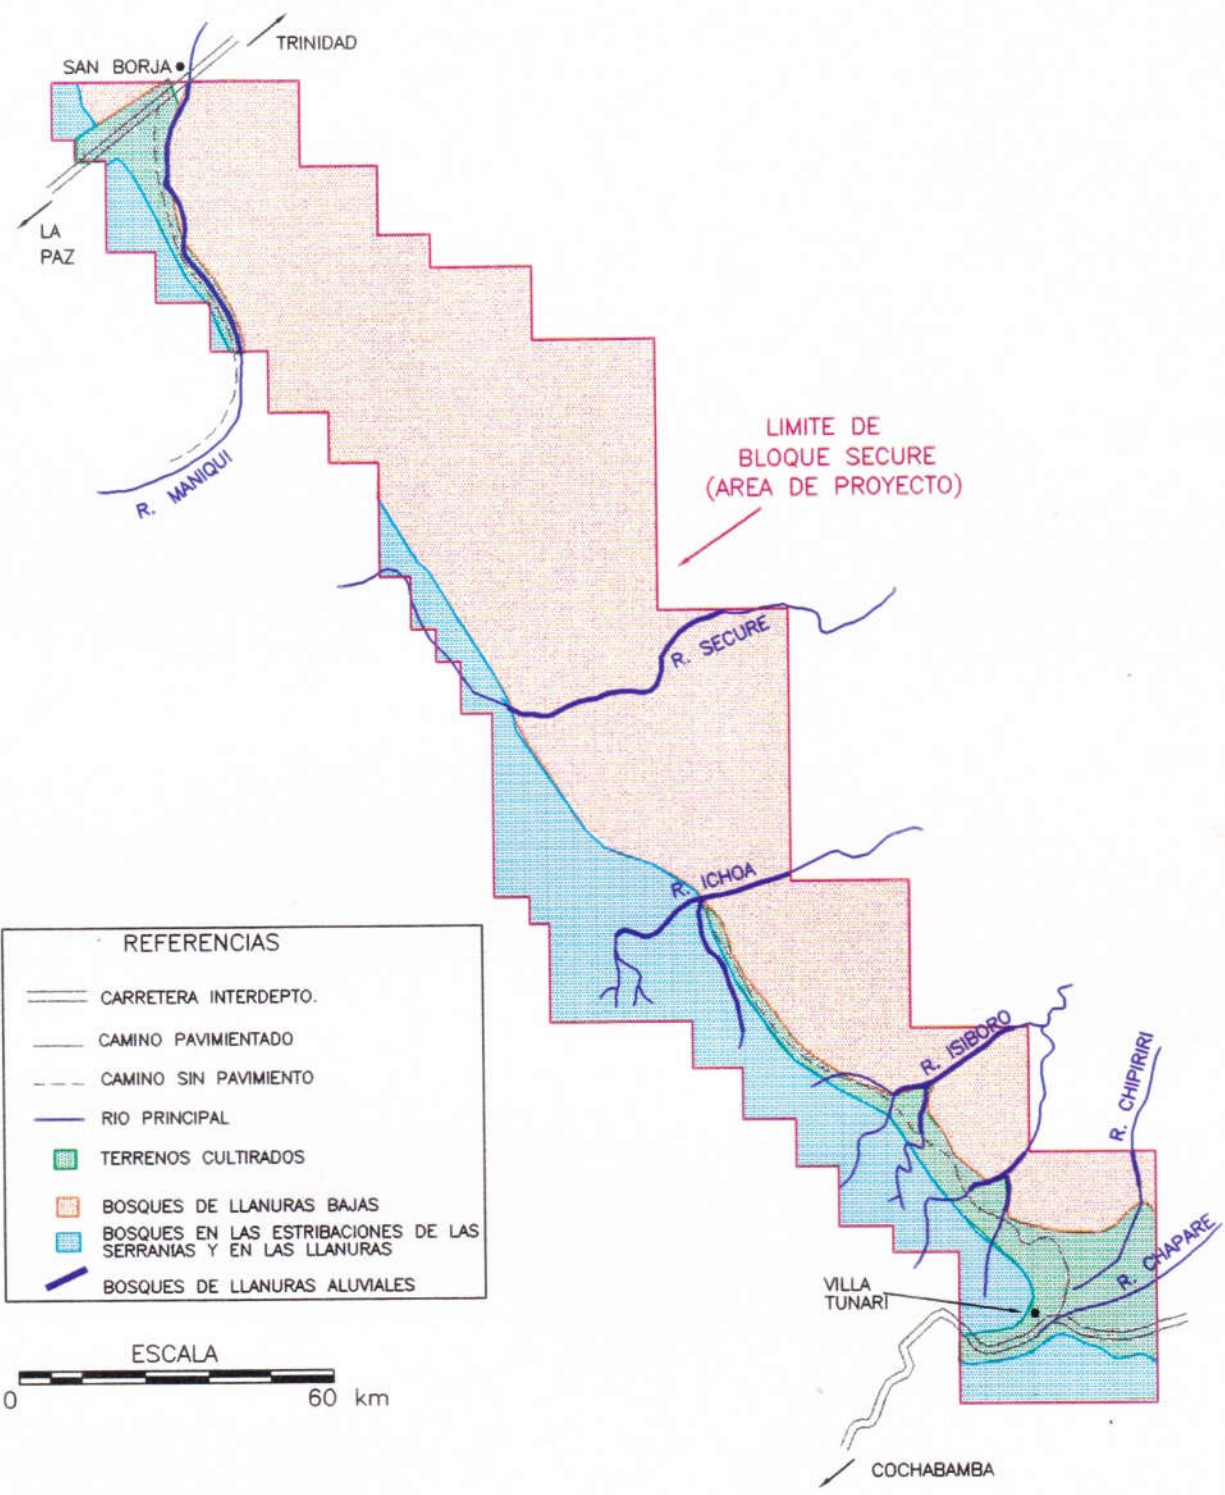 TRINIDAD
SAN BORJA
LA
PAZ
R. MANIQUI
LIMITE DE
BLOQUE SECURE
(AREA DE PROYECTO)
R. SECURE
R. ICHOA
R. ISIBORO
R. CHIPIRIRI
R. CHAPARE
VILLA
TUNARI
COCHABAMBA
REFERENCIAS
CARRETERA INTERDEPTO.
CAMINO PAVIMIENTADO
CAMINO SIN PAVIMIENTO
RIO PRINCIPAL
TERRENOS CULTIRADOS
BOSQUES DE LLANURAS BAJAS
BOSQUES EN LAS ESTRIBACIONES DE LAS
SERRANIAS Y EN LAS LLANURAS
BOSQUES DE LLANURAS ALUVIALES
ESCALA
0 60 km